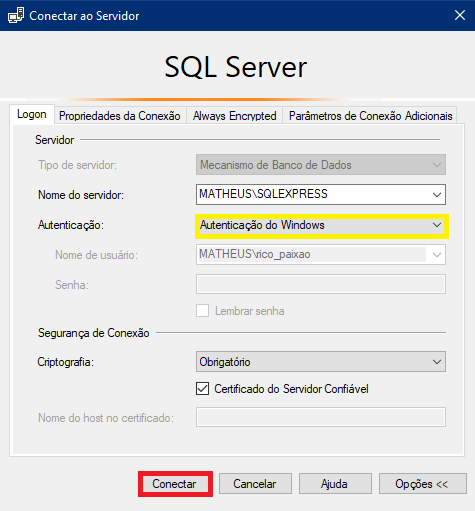 Conectar ao Servidor
SQL Server
Logon Propriedades da Conexão Always Encrypted Parâmetros de Conexão Adicionais
Servidor
Tipo de servidor: Mecanismo de Banco de Dados
Nome do servidor: MATHEUS\SQLEXPRESS
Autenticação: Autenticação do Windows
Nome de usuário: MATHEUS\rico_paixao
Senha:
Lembrar senha
Segurança de Conexão
Criptografia: Obrigatório
Certificado do Servidor Confiável
Nome do host no certificado:
Conectar Cancelar Ajuda Opções <<